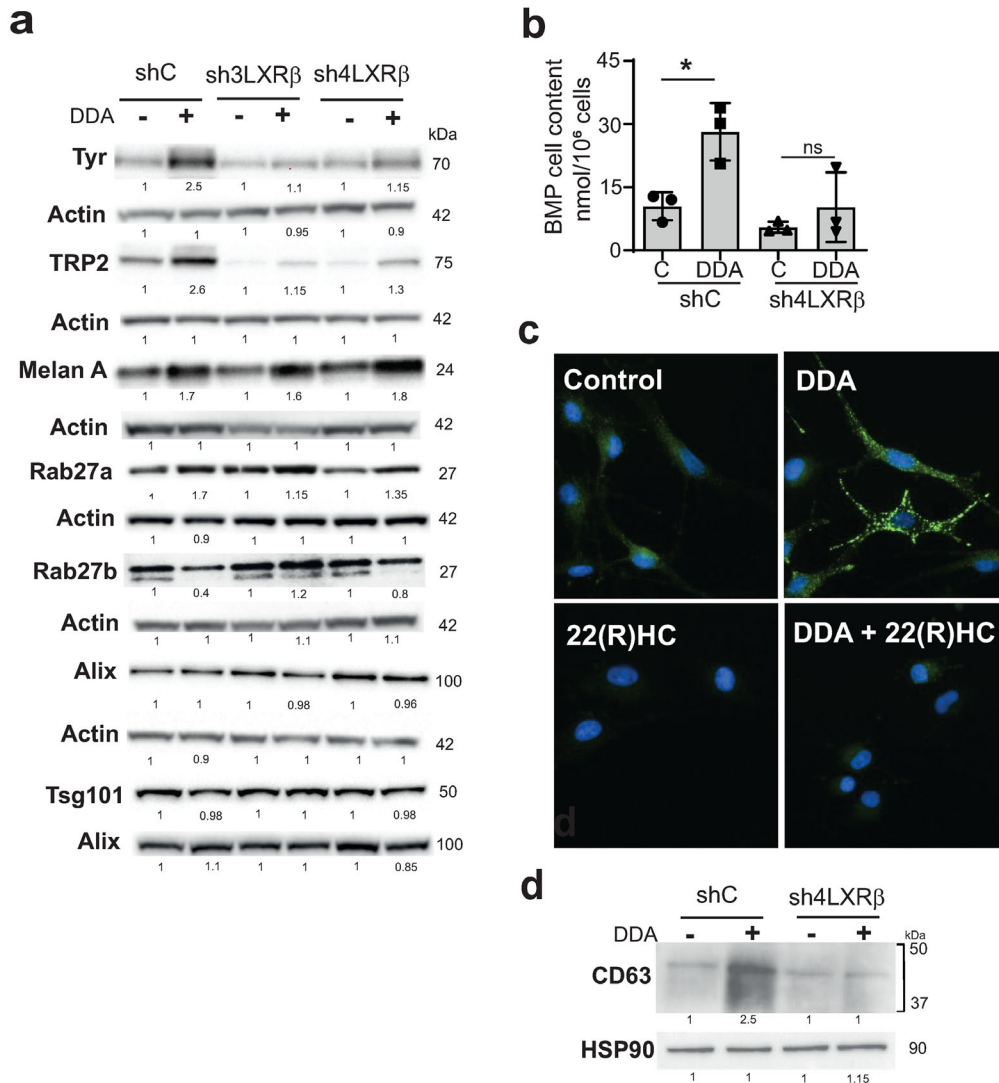 a
shC sh3LXRβ sh4LXRβ
DDA - + - + - +
kDa
Tyr 70
1 2.5 1 1.1 1 1.15
Actin 42
1 1 1 0.95 1 0.9
TRP2 75
1 2.6 1 1.15 1 1.3
Actin 42
1 1 1 1 1 1
Melan A 24
1 1.7 1 1.6 1 1.8
Actin 42
1 1 1 1 1 1
Rab27a 27
1 1.7 1 1.15 1 1.35
Actin 42
1 0.9 1 1 1 1
Rab27b 27
1 0.4 1 1.2 1 0.8
Actin 42
1 1 1 1.1 1 1.1
Alix 100
1 1 1 0.98 1 0.96
Actin 42
1 0.9 1 1 1 1
Tsg101 50
1 0.98 1 1 1 0.98
Alix 100
1 1.1 1 1 1 0.85
b
BMP cell content
nmol/10⁶ cells
45
30
15
0
* ns
C DDA C DDA
shC sh4LXRβ
c
Control DDA
22(R)HC DDA + 22(R)HC
d
d
shC sh4LXRβ
DDA - + - + kDa
50
CD63
37
1 2.5 1 1
HSP90 90
1 1 1 1.15